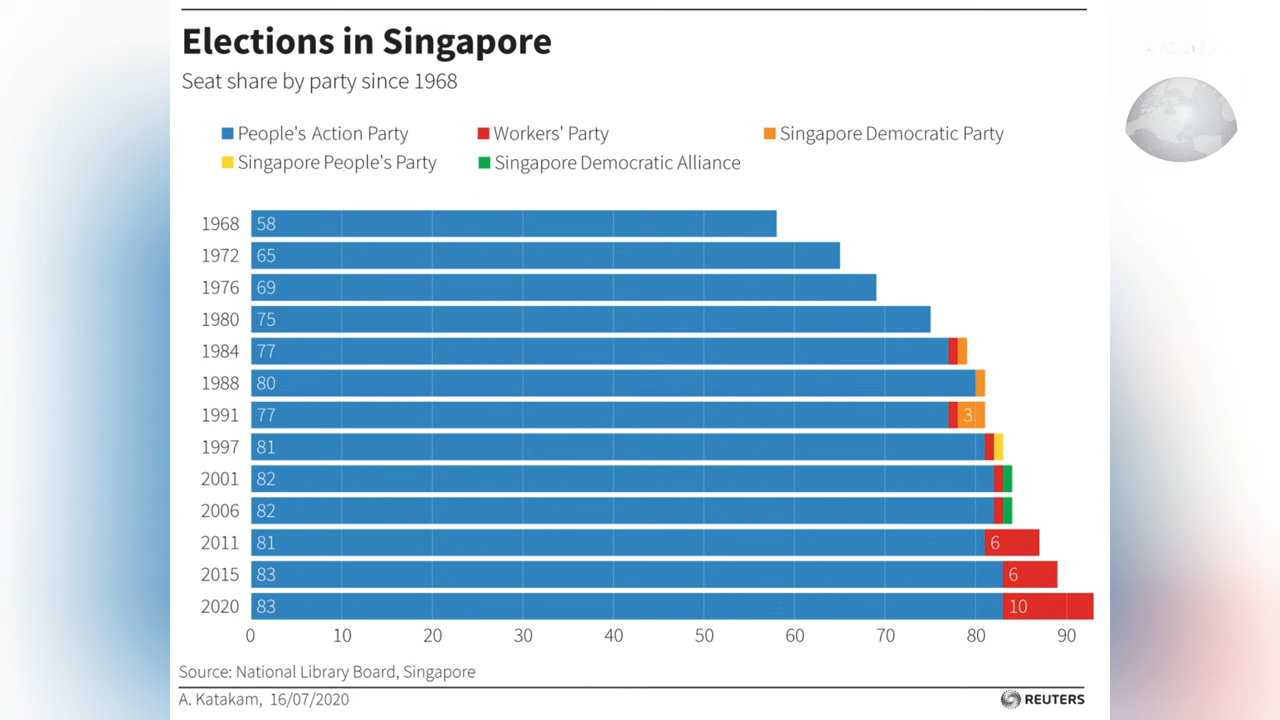 Elections in Singapore
Seat share by party since 1968
People's Action Party Workers' Party Singapore Democratic Party
Singapore People's Party Singapore Democratic Alliance
1968 58
1972 65
1976 69
1980 75
1984 77
1988 80
1991 77 3
1997 81
2001 82
2006 82
2011 81 6
2015 83 6
2020 83 10
0 10 20 30 40 50 60 70 80 90
Source: National Library Board, Singapore
A. Katakam, 16/07/2020 REUTERS